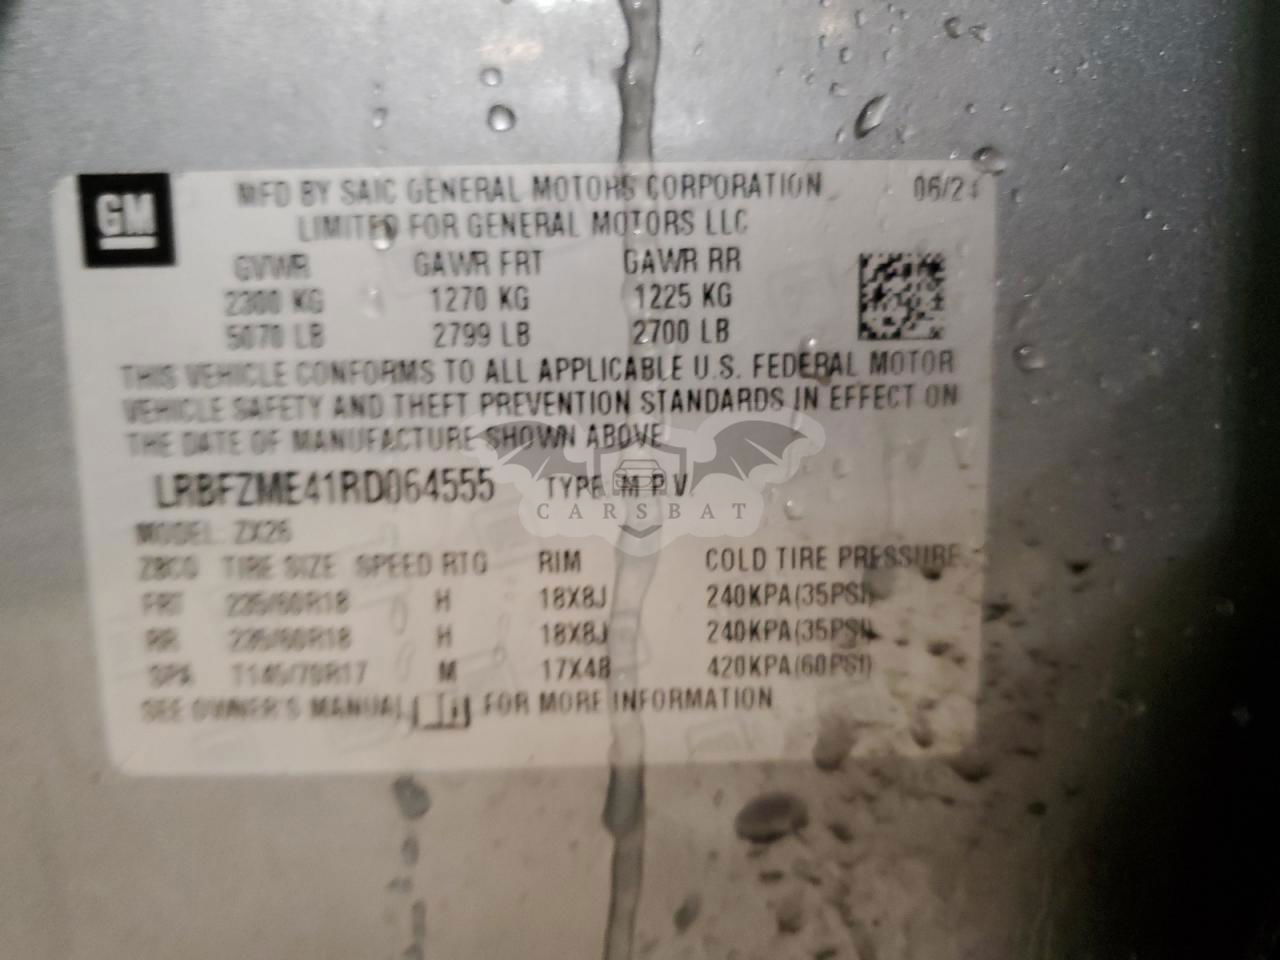 GM
MFD BY SAIC GENERAL MOTORS CORPORATION 06/24
LIMITED FOR GENERAL MOTORS LLC
GVWR GAWR FRT GAWR RR
2300 KG 1270 KG 1225 KG
5070 LB 2799 LB 2700 LB
THIS VEHICLE CONFORMS TO ALL APPLICABLE U.S. FEDERAL MOTOR
VEHICLE SAFETY AND THEFT PREVENTION STANDARDS IN EFFECT ON
THE DATE OF MANUFACTURE SHOWN ABOVE
LRBFZME41RD064555 TYPE: M.P.V.
CARSBAT
MODEL: ZX26
TIRE SIZE SPEED RTG RIM COLD TIRE PRESSURE
FRT 235/60R18 H 18X8J 240KPA(35PSI)
RR 235/60R18 H 18X8J 240KPA(35PSI)
SPA T145/70R17 M 17X4B 420KPA(60PSI)
SEE OWNER'S MANUAL FOR MORE INFORMATION